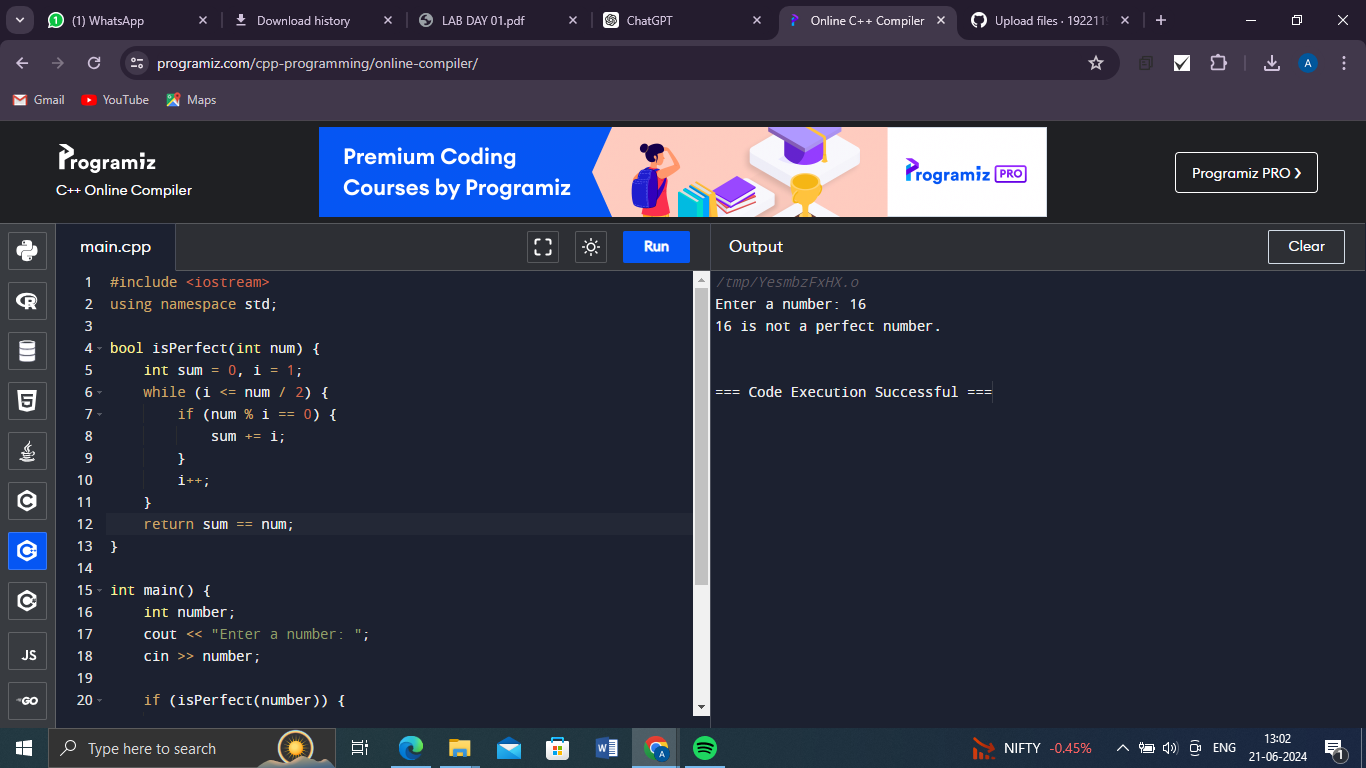 (1) WhatsApp
Download history
LAB DAY 01.pdf
ChatGPT
Online C++ Compiler
Upload files · 192211
programiz.com/cpp-programming/online-compiler/
A
Gmail
YouTube
Maps
Programiz
C++ Online Compiler
Premium Coding
Courses by Programiz
Programiz PRO
Programiz PRO ❯
main.cpp
Run
Output
Clear
1 #include <iostream>
2 using namespace std;
3
4 bool isPerfect(int num) {
5     int sum = 0, i = 1;
6     while (i <= num / 2) {
7         if (num % i == 0) {
8             sum += i;
9         }
10         i++;
11     }
12     return sum == num;
13 }
14
15 int main() {
16     int number;
17     cout << "Enter a number: ";
18     cin >> number;
19
20     if (isPerfect(number)) {
/tmp/YesmbzFxHX.o
Enter a number: 16
16 is not a perfect number.
=== Code Execution Successful ===
JS
GO
Type here to search
NIFTY -0.45%
ENG
13:02
21-06-2024
1